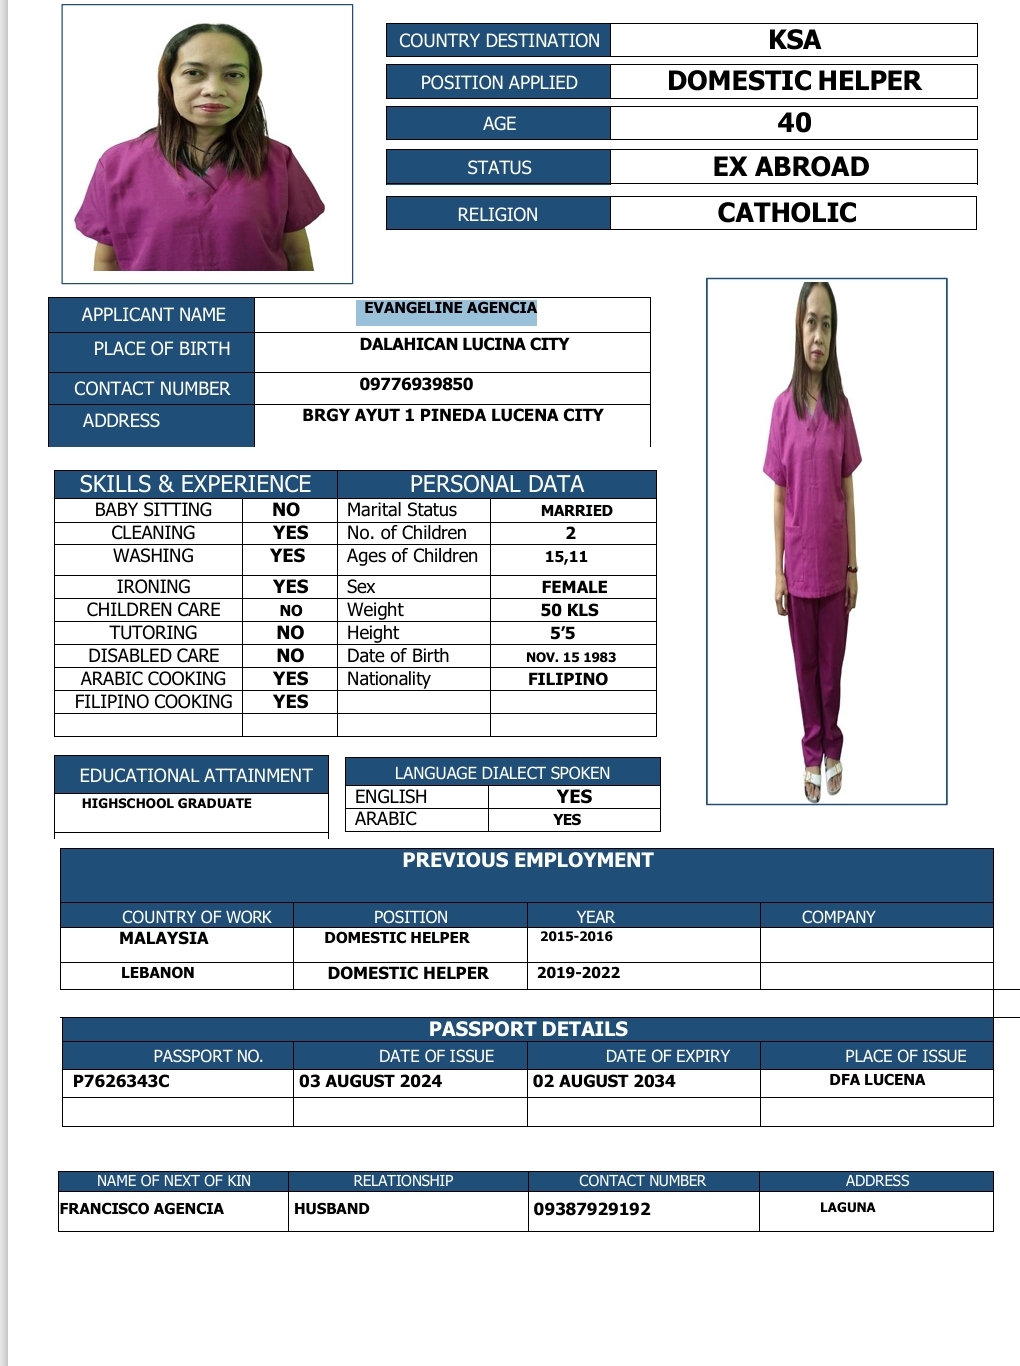 COUNTRY DESTINATION KSA
POSITION APPLIED DOMESTIC HELPER
AGE 40
STATUS EX ABROAD
RELIGION CATHOLIC
APPLICANT NAME EVANGELINE AGENCIA
PLACE OF BIRTH DALAHICAN LUCINA CITY
CONTACT NUMBER 09776939850
ADDRESS BRGY AYUT 1 PINEDA LUCENA CITY
SKILLS & EXPERIENCE PERSONAL DATA
BABY SITTING NO Marital Status MARRIED
CLEANING YES No. of Children 2
WASHING YES Ages of Children 15,11
IRONING YES Sex FEMALE
CHILDREN CARE NO Weight 50 KLS
TUTORING NO Height 5’5
DISABLED CARE NO Date of Birth NOV. 15 1983
ARABIC COOKING YES Nationality FILIPINO
FILIPINO COOKING YES
EDUCATIONAL ATTAINMENT
HIGHSCHOOL GRADUATE
LANGUAGE DIALECT SPOKEN
ENGLISH YES
ARABIC YES
PREVIOUS EMPLOYMENT
COUNTRY OF WORK POSITION YEAR COMPANY
MALAYSIA DOMESTIC HELPER 2015-2016
LEBANON DOMESTIC HELPER 2019-2022
PASSPORT DETAILS
PASSPORT NO. DATE OF ISSUE DATE OF EXPIRY PLACE OF ISSUE
P7626343C 03 AUGUST 2024 02 AUGUST 2034 DFA LUCENA
NAME OF NEXT OF KIN RELATIONSHIP CONTACT NUMBER ADDRESS
FRANCISCO AGENCIA HUSBAND 09387929192 LAGUNA